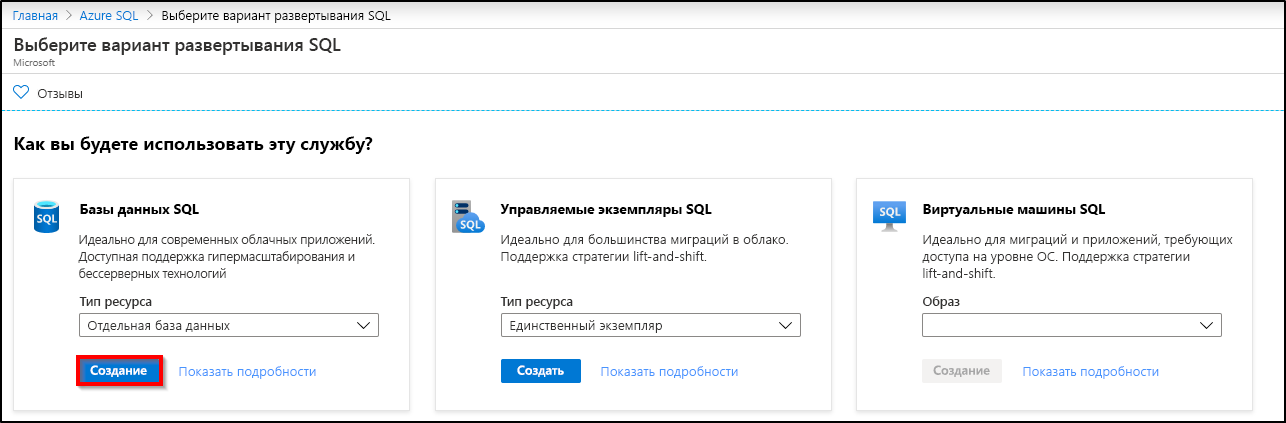 Главная > Azure SQL > Выберите вариант развертывания SQL
Выберите вариант развертывания SQL
Microsoft
Отзывы
Как вы будете использовать эту службу?
SQL
Базы данных SQL
Идеально для современных облачных приложений.
Доступная поддержка гипермасштабирования и
бессерверных технологий
Тип ресурса
Отдельная база данных
Создание
Показать подробности
SQL
Управляемые экземпляры SQL
Идеально для большинства миграций в облако.
Поддержка стратегии lift-and-shift.
Тип ресурса
Единственный экземпляр
Создать
Показать подробности
SQL
Виртуальные машины SQL
Идеально для миграций и приложений, требующих
доступа на уровне ОС. Поддержка стратегии
lift-and-shift.
Образ
Создание
Показать подробности